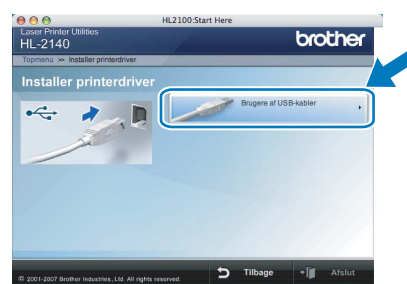 HL2100:Start Here
Laser Printer Utilities
HL-2140
brother
Topmenu >> Installer printerdriver
Installer printerdriver
Brugere af USB-kabler
© 2001-2007 Brother Industries, Ltd. All rights reserved
Tilbage
Afslut